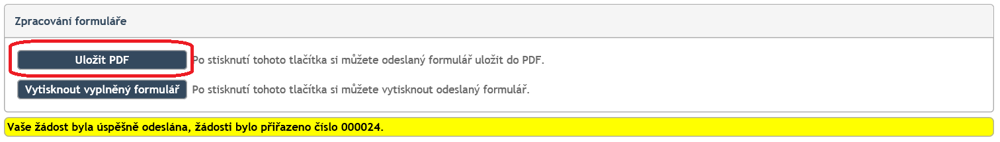 Zpracování formuláře
Uložit PDF Po stisknutí tohoto tlačítka si můžete odeslaný formulář uložit do PDF.
Vytisknout vyplněný formulář Po stisknutí tohoto tlačítka si můžete vytisknout odeslaný formulář.
Vaše žádost byla úspěšně odeslána, žádosti bylo přiřazeno číslo 000024.